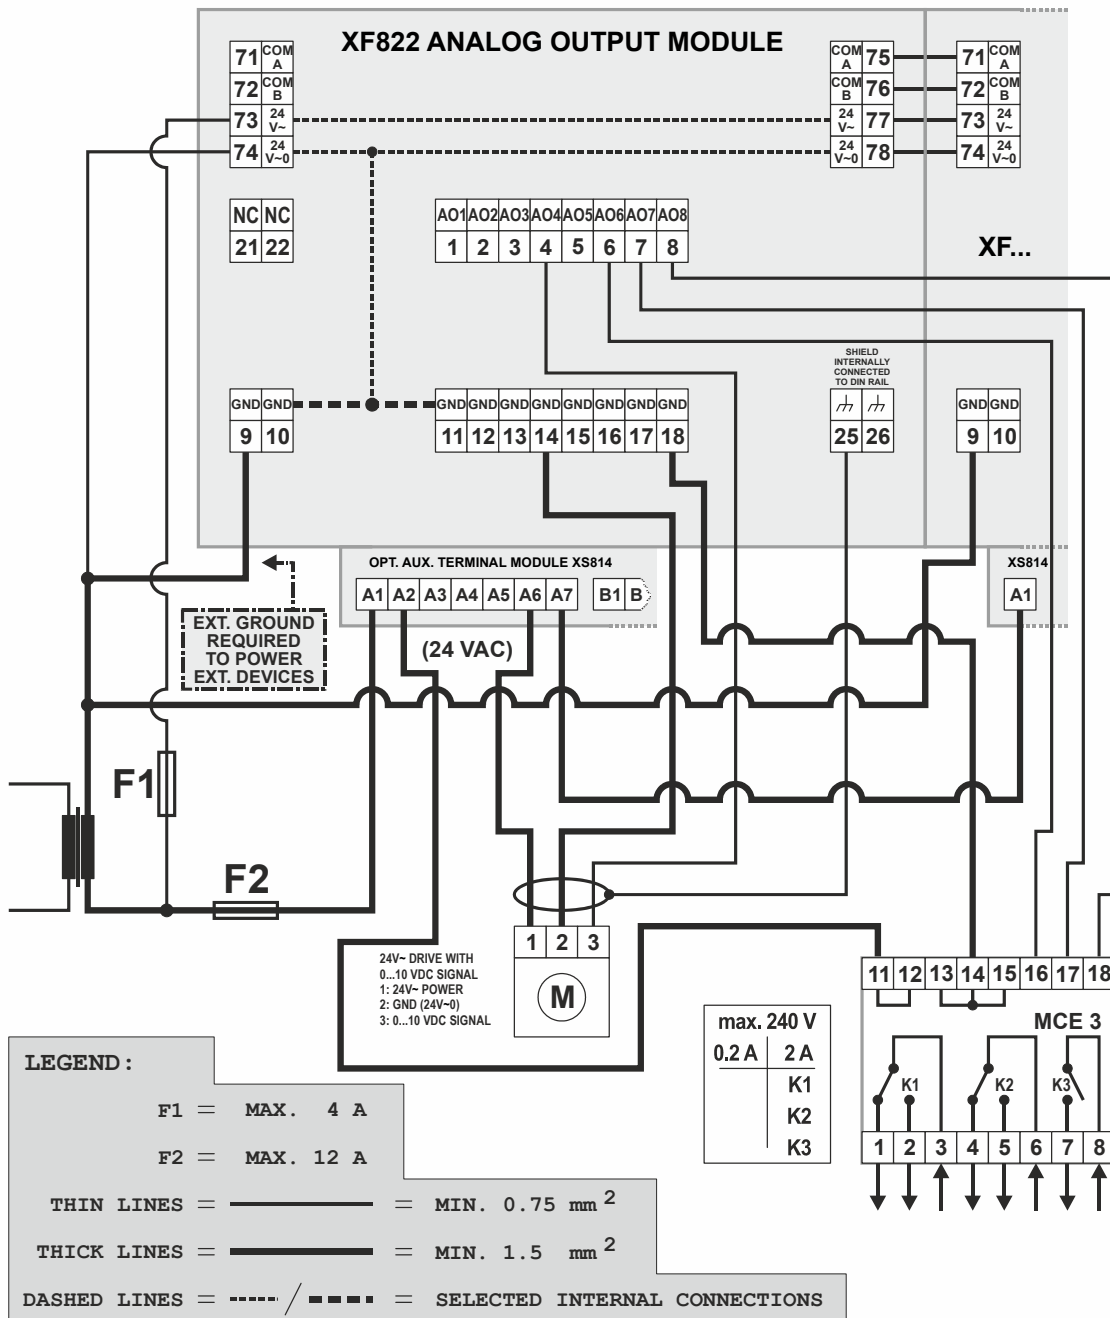 XF822 ANALOG OUTPUT MODULE
71 COM A
72 COM B
73 24 V~
74 24 V~0
COM A 75
COM B 76
24 V~ 77
24 V~0 78
71 COM A
72 COM B
73 24 V~
74 24 V~0
NC NC
21 22
AO1 AO2 AO3 AO4 AO5 AO6 AO7 AO8
1 2 3 4 5 6 7 8
XF...
SHIELD
INTERNALLY
CONNECTED
TO DIN RAIL
GND GND
9 10
GND GND GND GND GND GND GND GND
11 12 13 14 15 16 17 18
25 26
GND GND
9 10
OPT. AUX. TERMINAL MODULE XS814
A1 A2 A3 A4 A5 A6 A7 B1 B
XS814
A1
EXT. GROUND
REQUIRED
TO POWER
EXT. DEVICES
(24 VAC)
F1
F2
1 2 3
M
24V~ DRIVE WITH
0...10 VDC SIGNAL
1: 24V~ POWER
2: GND (24V~0)
3: 0...10 VDC SIGNAL
11 12 13 14 15 16 17 18
MCE 3
K1 K2 K3
1 2 3 4 5 6 7 8
max. 240 V
0.2 A 2 A
K1
K2
K3
LEGEND:
F1 = MAX. 4 A
F2 = MAX. 12 A
THIN LINES = = MIN. 0.75 mm²
THICK LINES = = MIN. 1.5 mm²
DASHED LINES = / = SELECTED INTERNAL CONNECTIONS